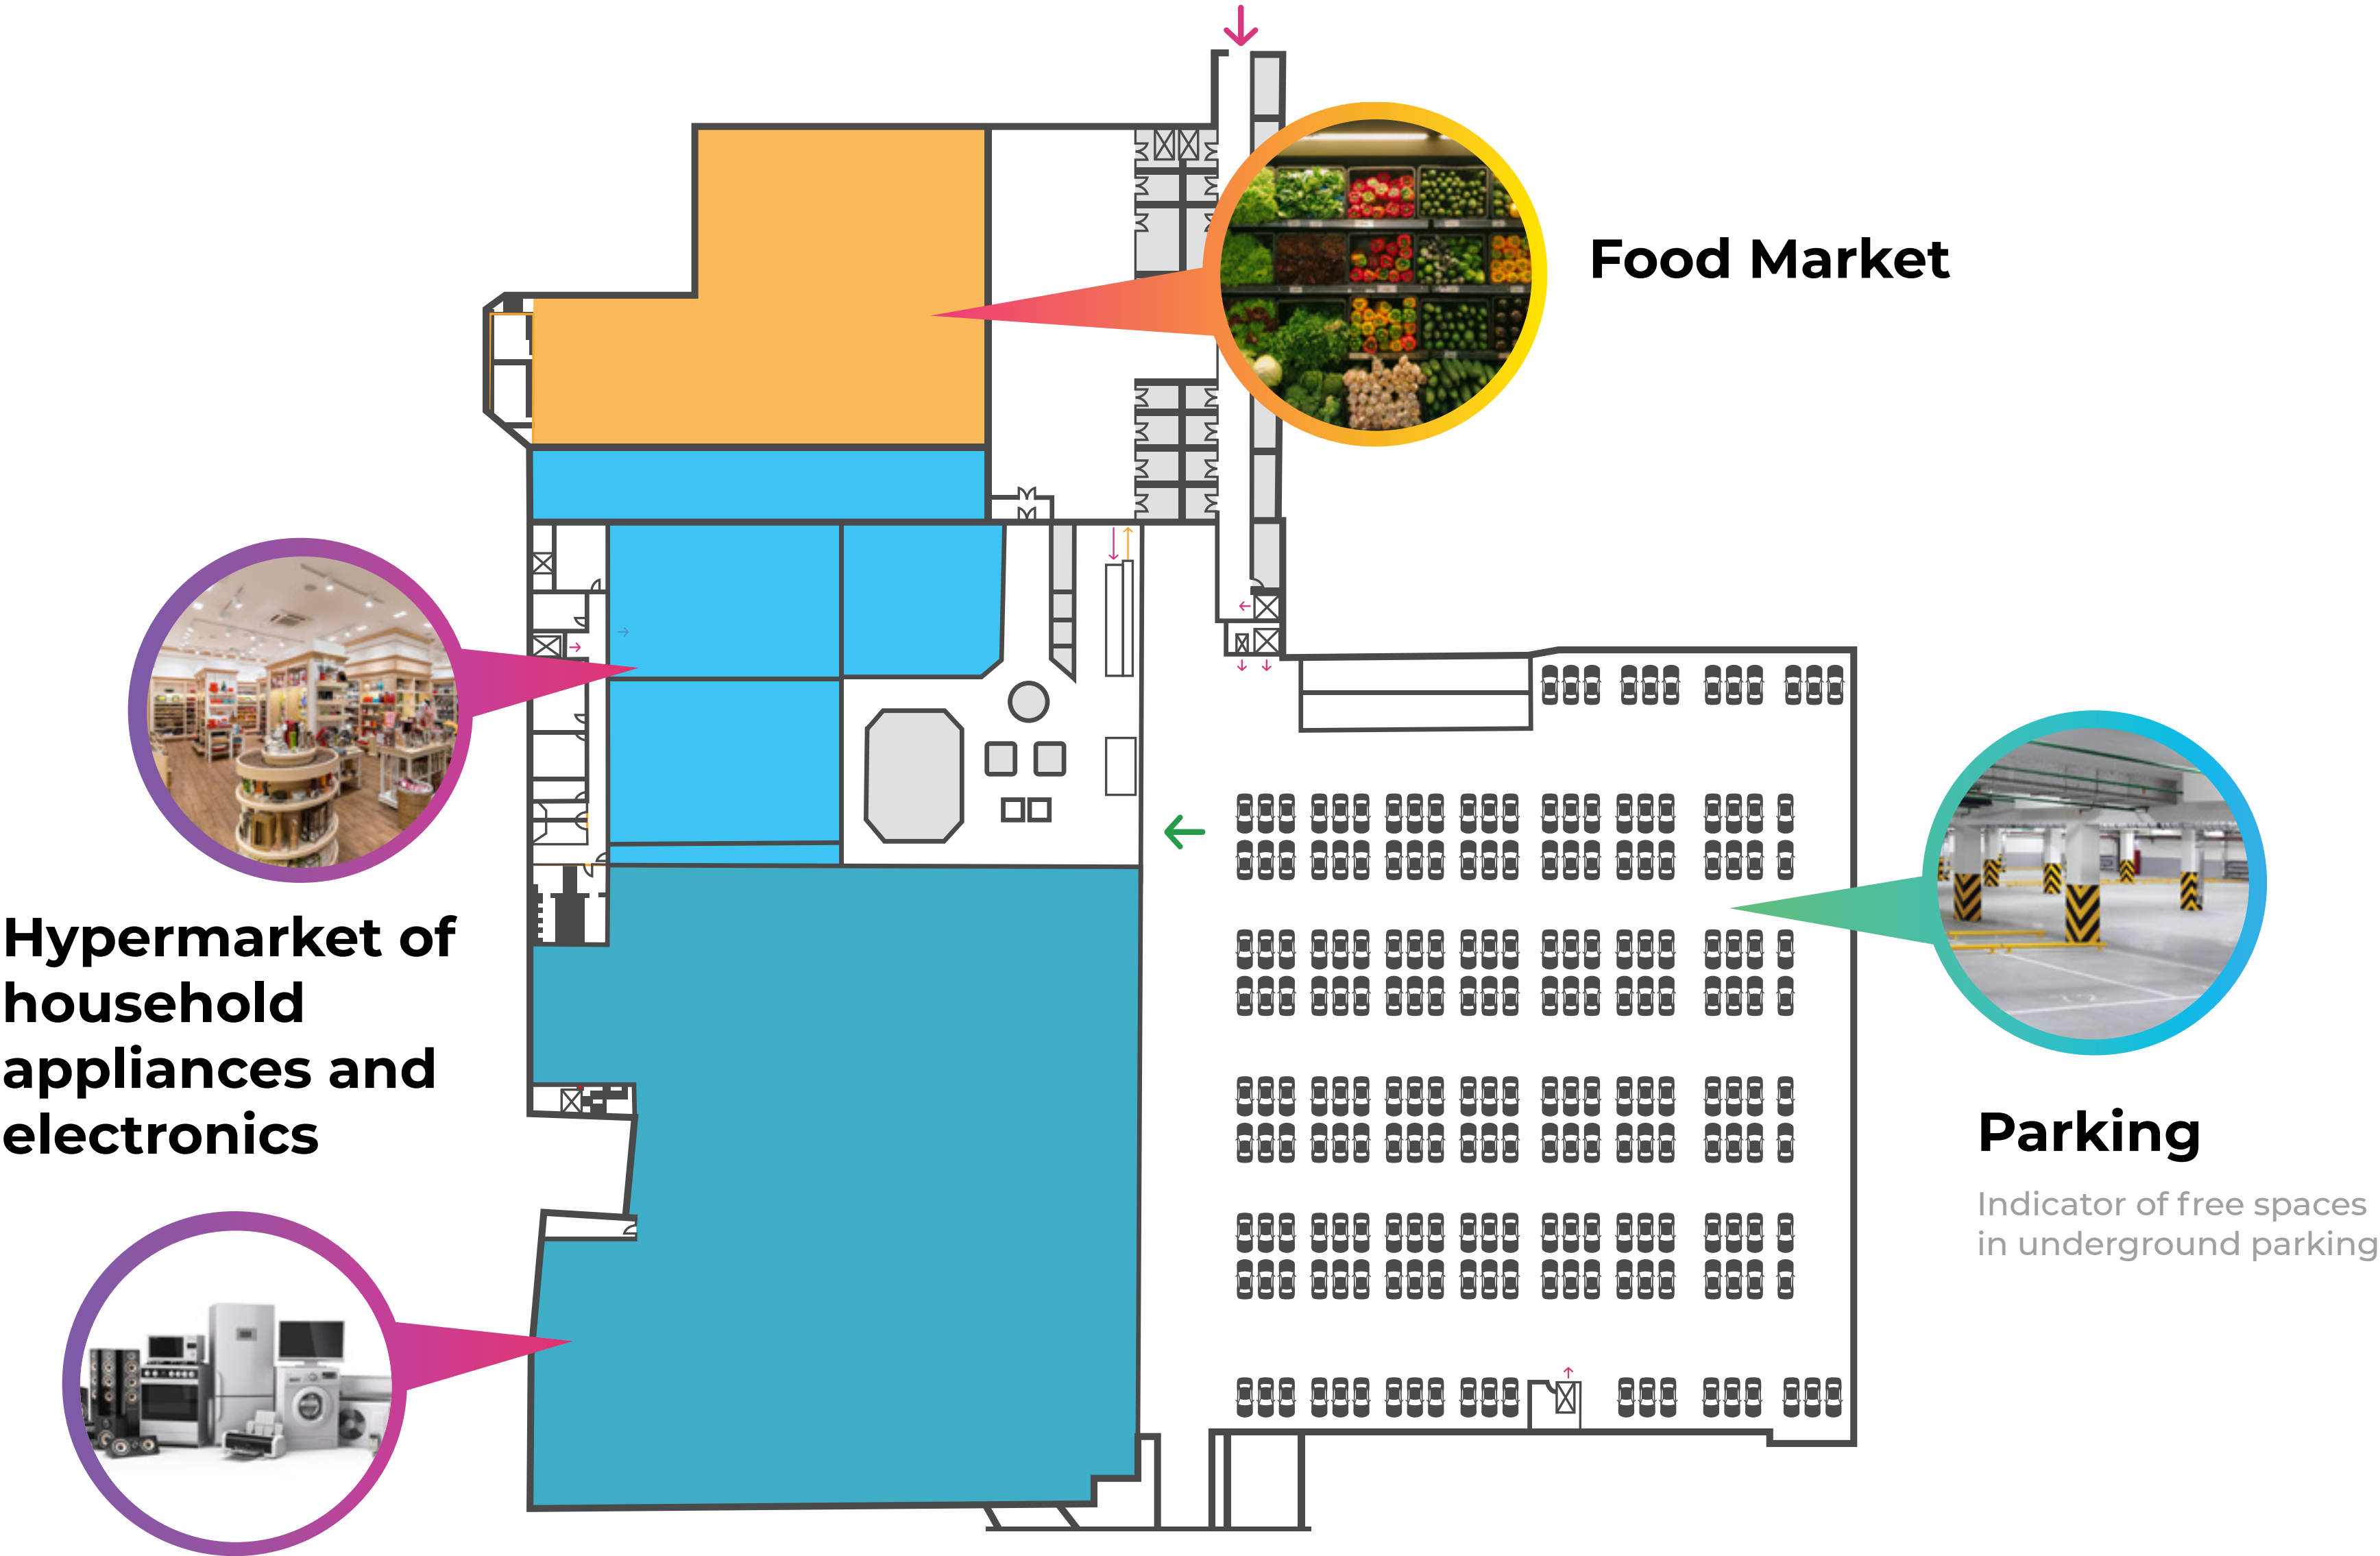 Food Market
Hypermarket of
household
appliances and
electronics
Parking
Indicator of free spaces
in underground parking